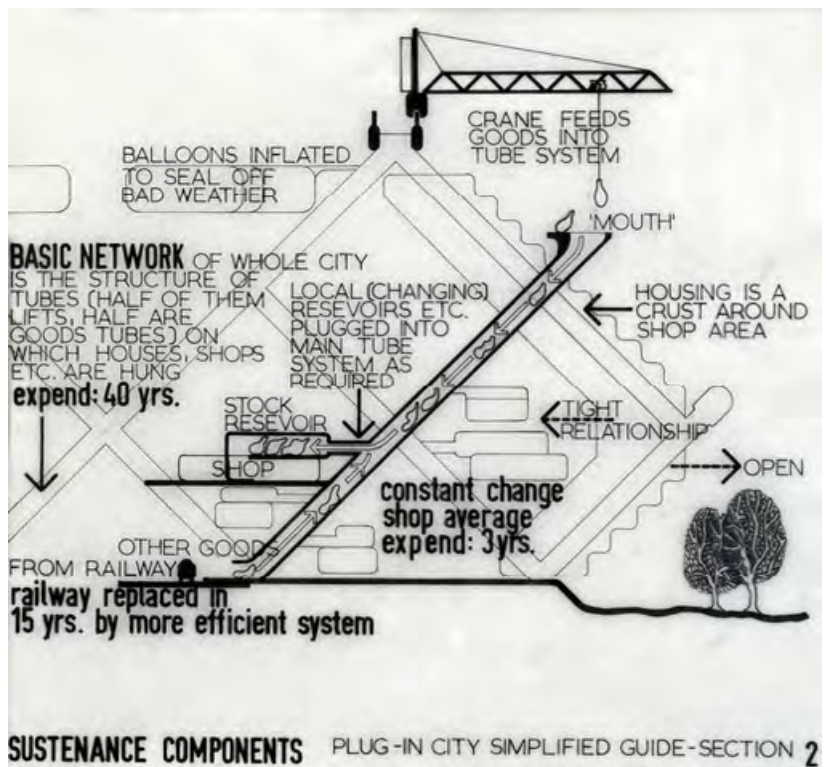 CRANE FEEDS
GOODS INTO
TUBE SYSTEM
BALLOONS INFLATED
TO SEAL OFF
BAD WEATHER
'MOUTH'
BASIC NETWORK OF WHOLE CITY
IS THE STRUCTURE OF
TUBES (HALF OF THEM
LIFTS, HALF ARE
GOODS TUBES) ON
WHICH HOUSES, SHOPS
ETC. ARE HUNG
expend: 40 yrs.
LOCAL (CHANGING)
RESEVOIRS ETC.
PLUGGED INTO
MAIN TUBE
SYSTEM AS
REQUIRED
HOUSING IS A
CRUST AROUND
SHOP AREA
STOCK
RESEVOIR
SHOP
TIGHT
RELATIONSHIP
OPEN
constant change
shop average
expend: 3 yrs.
OTHER GOODS
FROM RAILWAY
railway replaced in
15 yrs. by more efficient system
SUSTENANCE COMPONENTS PLUG-IN CITY SIMPLIFIED GUIDE-SECTION 2